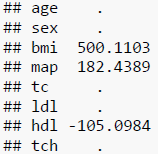 ## age      .
## sex      .
## bmi  500.1103
## map  182.4389
## tc       .
## ldl      .
## hdl -105.0984
## tch      .